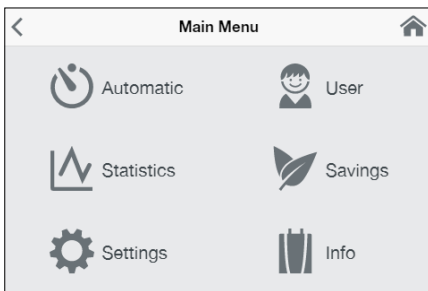 Main Menu
Automatic
User
Statistics
Savings
Settings
Info